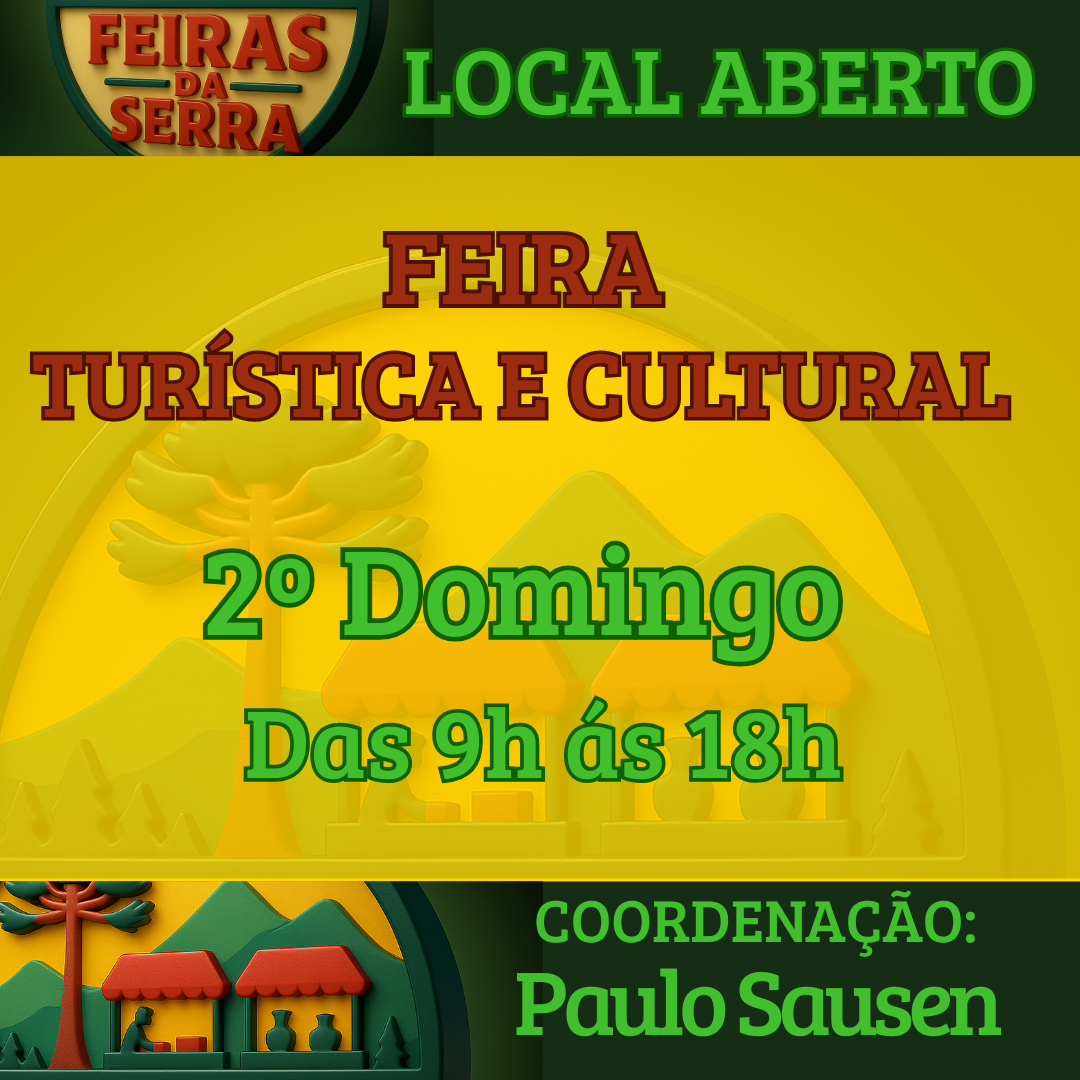 FEIRAS
DA
SERRA
LOCAL ABERTO
FEIRA
TURÍSTICA E CULTURAL
2º Domingo
Das 9h ás 18h
COORDENAÇÃO:
Paulo Sausen